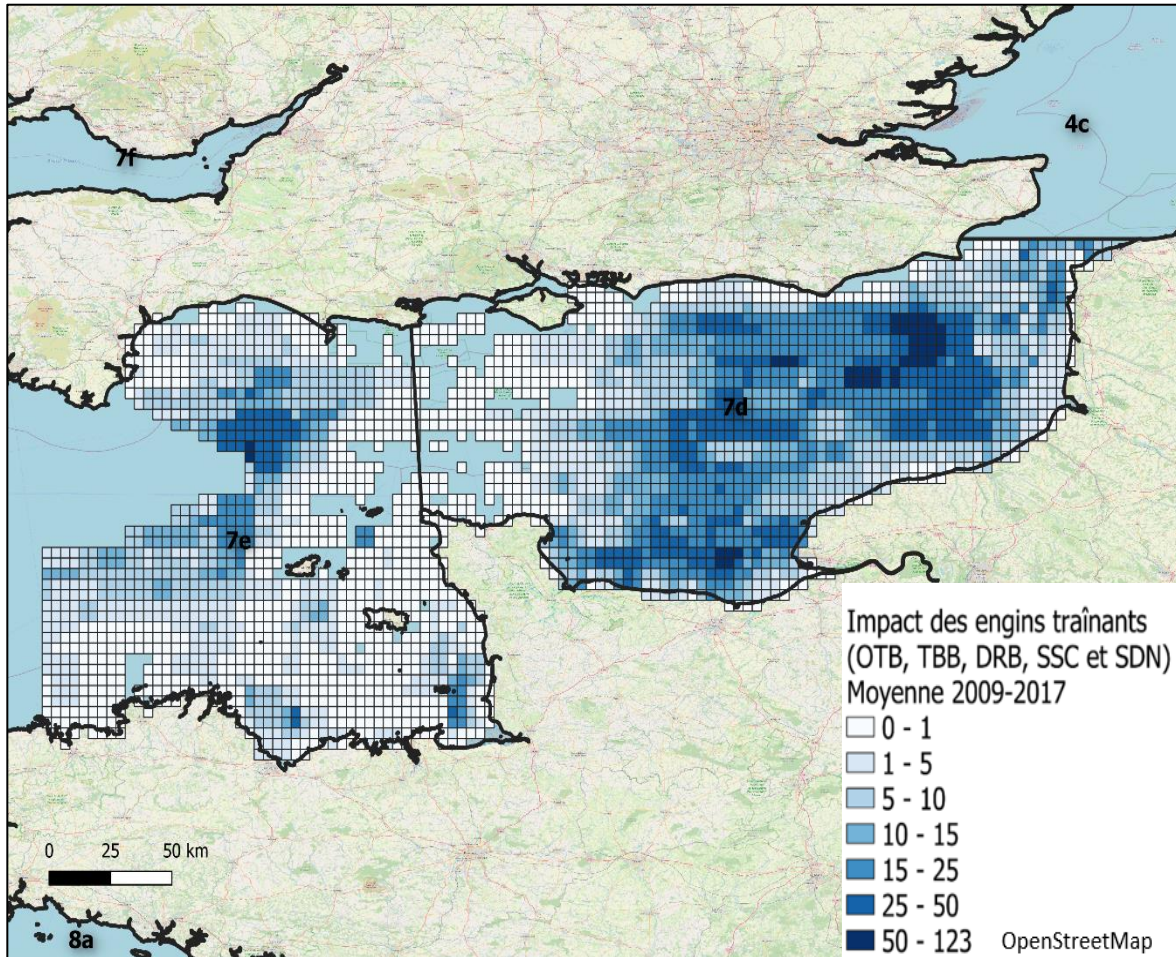 7f
4c
7d
7e
8a
0 25 50 km
Impact des engins traînants
(OTB, TBB, DRB, SSC et SDN)
Moyenne 2009-2017
0 - 1
1 - 5
5 - 10
10 - 15
15 - 25
25 - 50
50 - 123
OpenStreetMap